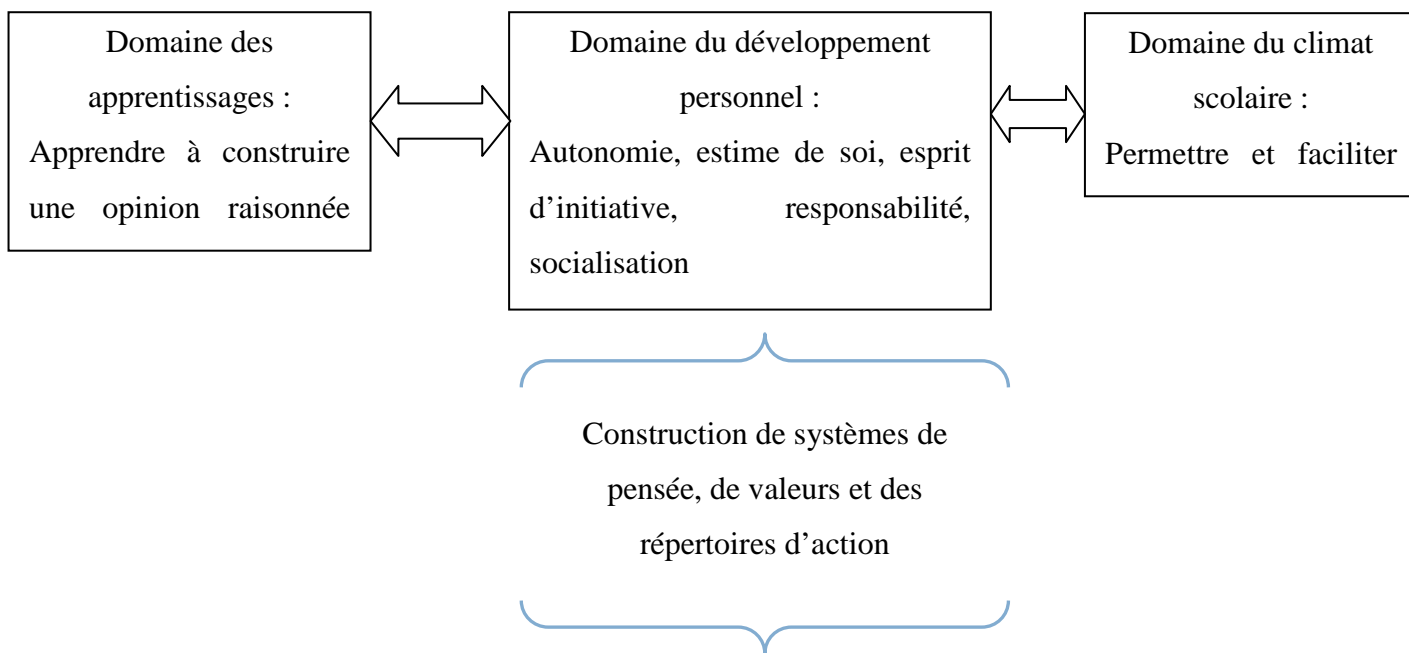 Domaine des
apprentissages :
Apprendre à construire
une opinion raisonnée
Domaine du développement
personnel :
Autonomie, estime de soi, esprit
d’initiative, responsabilité,
socialisation
Domaine du climat
scolaire :
Permettre et faciliter
Construction de systèmes de
pensée, de valeurs et des
répertoires d’action